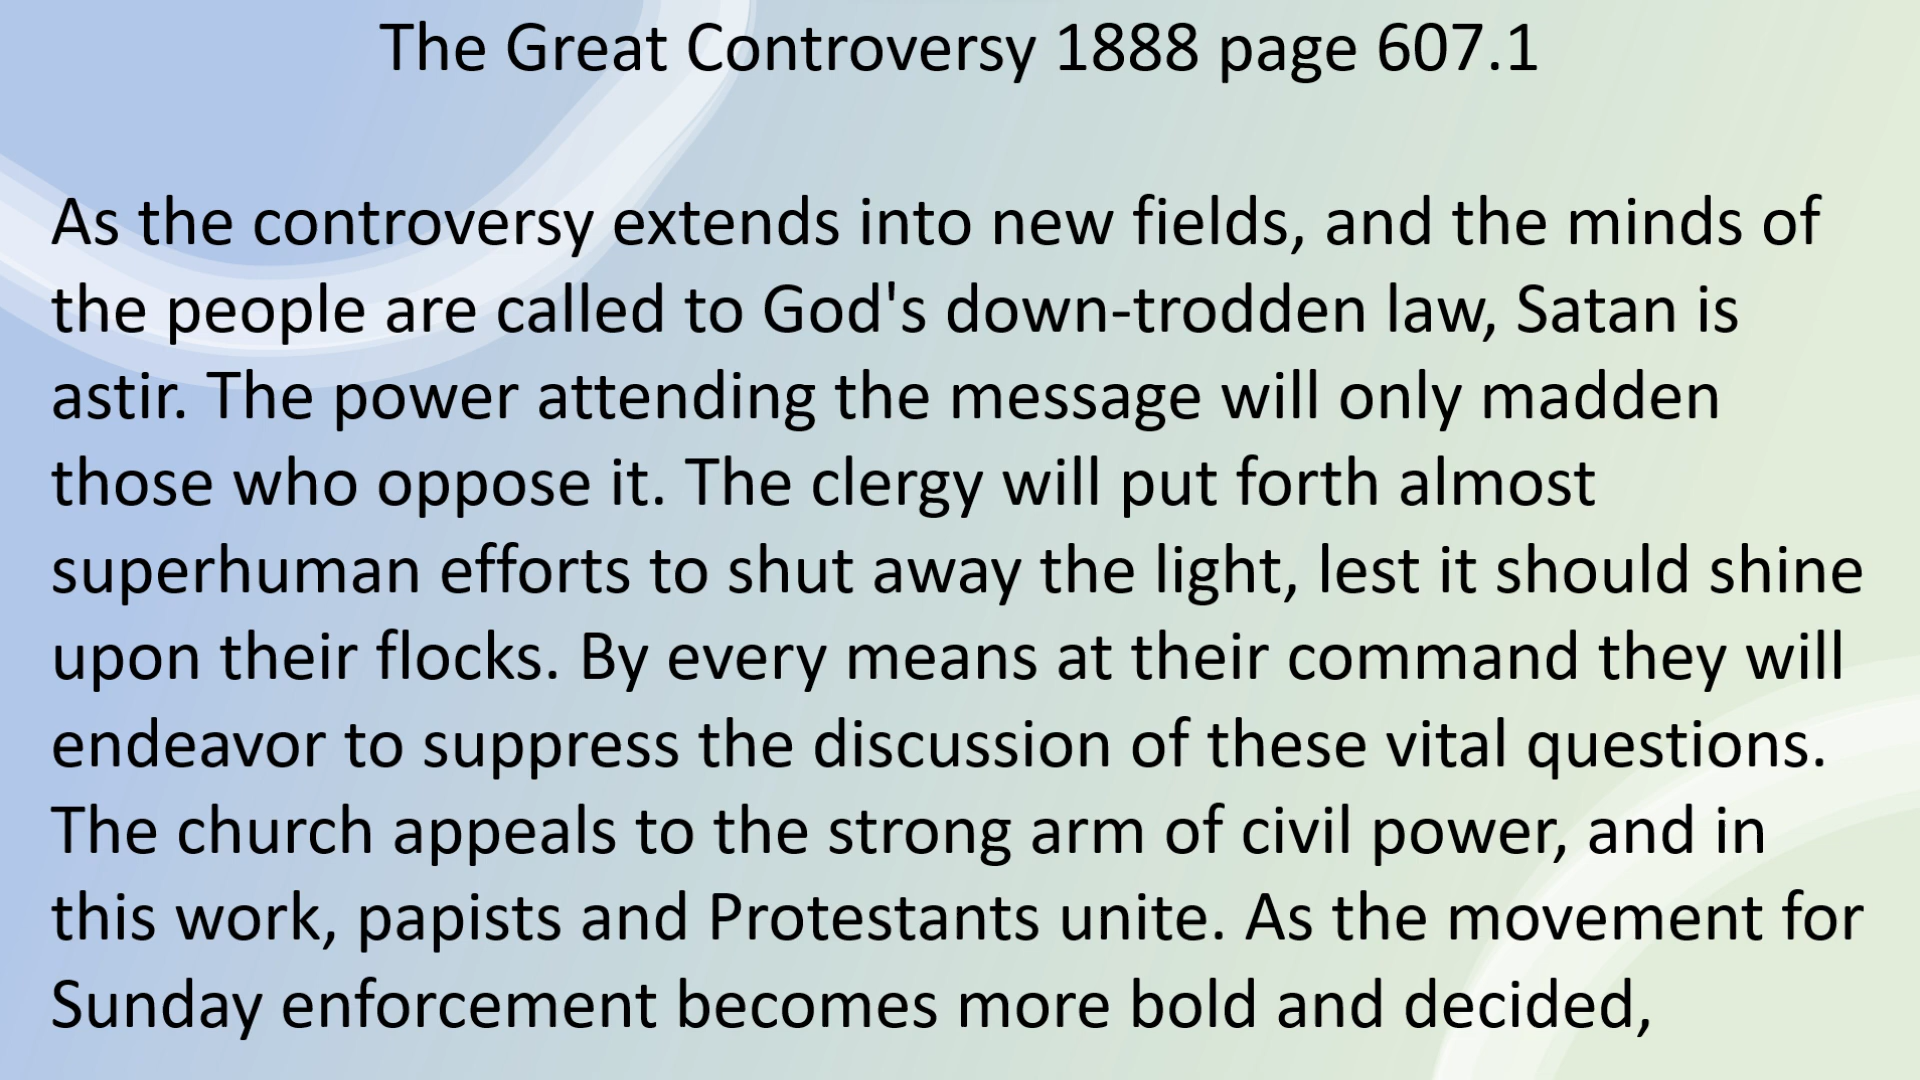 The Great Controversy 1888 page 607.1
As the controversy extends into new fields, and the minds of
the people are called to God's down-trodden law, Satan is
astir. The power attending the message will only madden
those who oppose it. The clergy will put forth almost
superhuman efforts to shut away the light, lest it should shine
upon their flocks. By every means at their command they will
endeavor to suppress the discussion of these vital questions.
The church appeals to the strong arm of civil power, and in
this work, papists and Protestants unite. As the movement for
Sunday enforcement becomes more bold and decided,